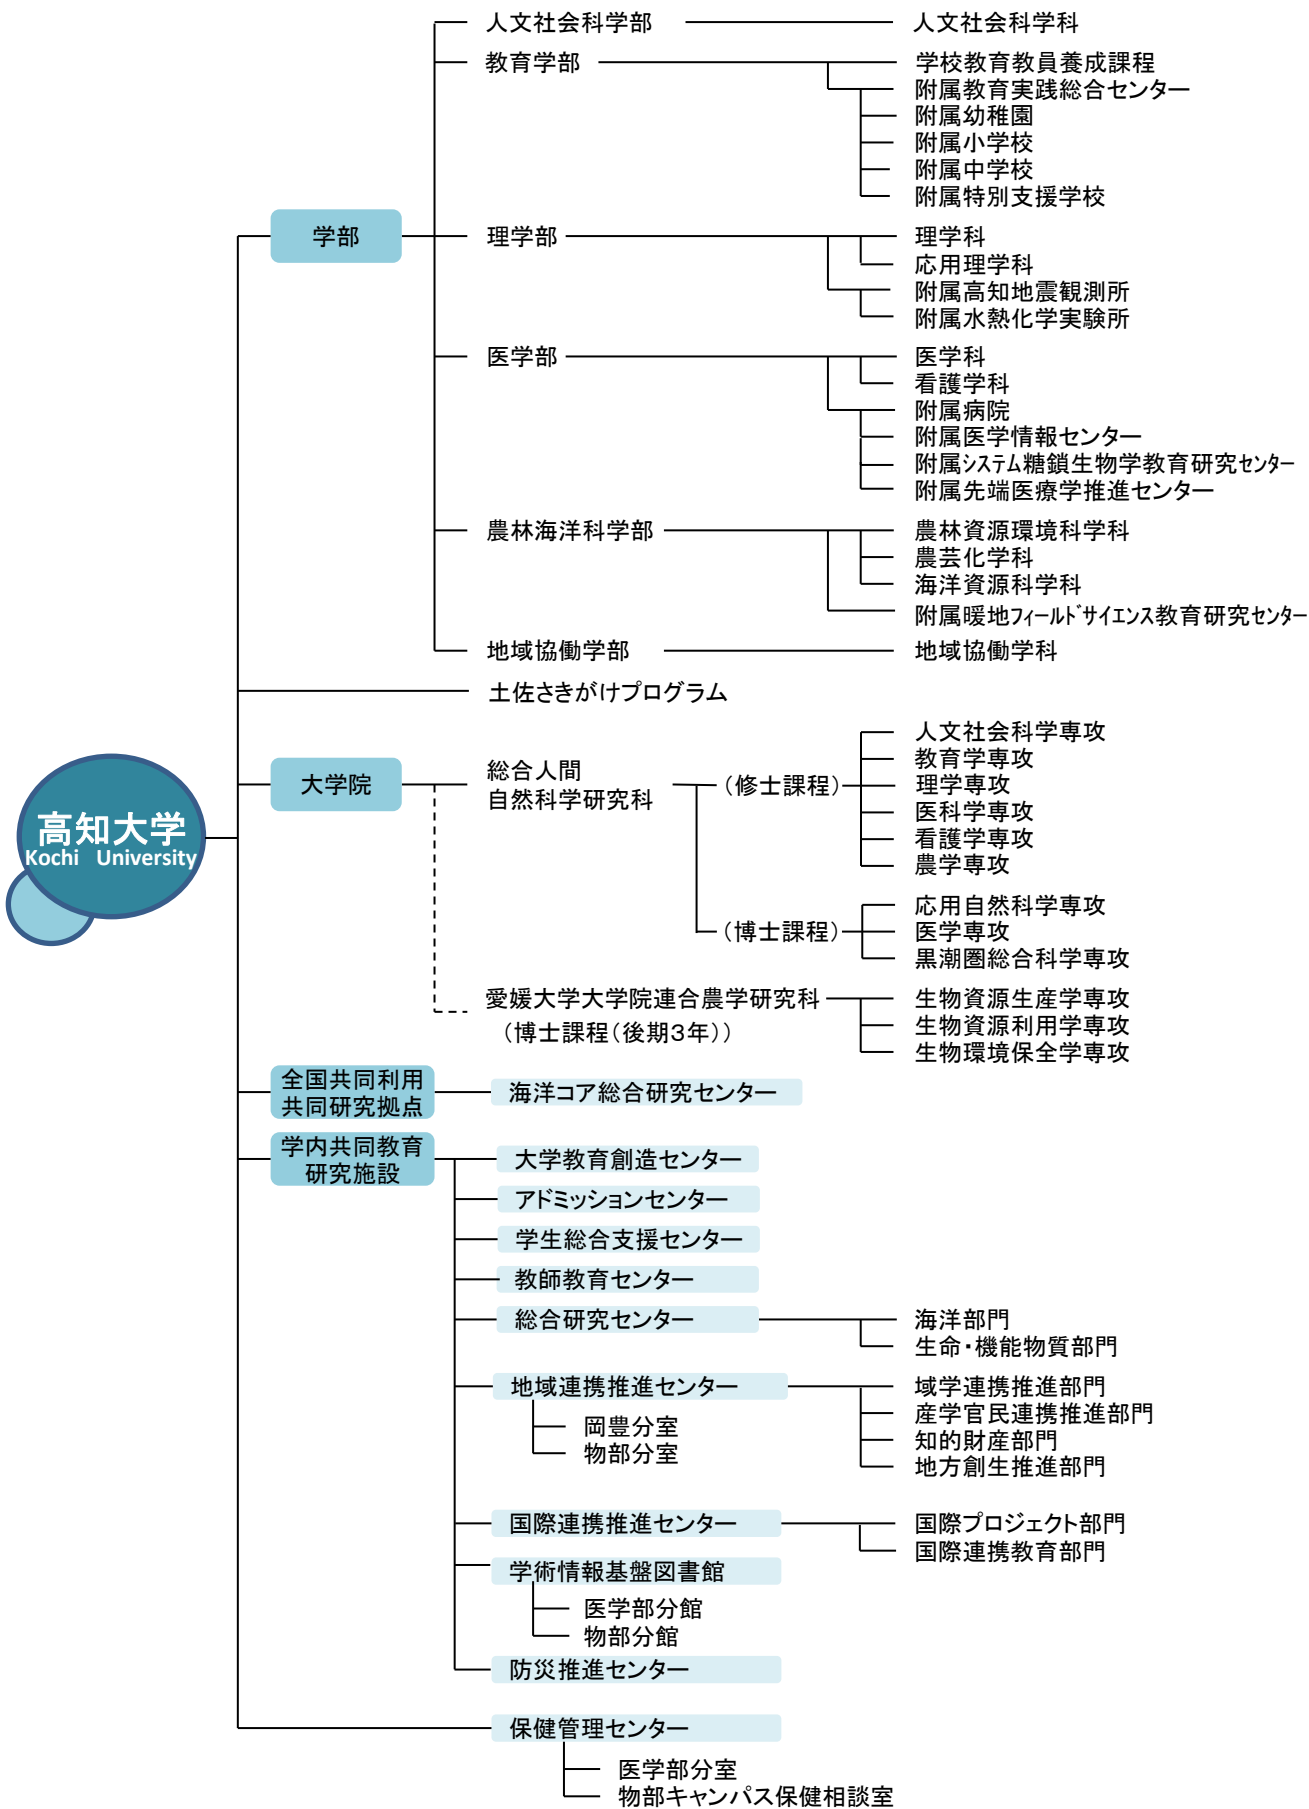 高知大学
Kochi University
学部
人文社会科学部
人文社会科学科
教育学部
学校教育教員養成課程
附属教育実践総合センター
附属幼稚園
附属小学校
附属中学校
附属特別支援学校
理学部
理学科
応用理学科
附属高知地震観測所
附属水熱化学実験所
医学部
医学科
看護学科
附属病院
附属医学情報センター
附属ｼｽﾃﾑ糖鎖生物学教育研究ｾﾝﾀｰ
附属先端医療学推進センター
農林海洋科学部
農林資源環境科学科
農芸化学科
海洋資源科学科
附属暖地ﾌｨｰﾙﾄﾞｻｲｴﾝｽ教育研究ｾﾝﾀｰ
地域協働学部
地域協働学科
土佐さきがけプログラム
大学院
総合人間
自然科学研究科
（修士課程）
人文社会科学専攻
教育学専攻
理学専攻
医科学専攻
看護学専攻
農学専攻
（博士課程）
応用自然科学専攻
医学専攻
黒潮圏総合科学専攻
愛媛大学大学院連合農学研究科
（博士課程（後期３年））
生物資源生産学専攻
生物資源利用学専攻
生物環境保全学専攻
全国共同利用
共同研究拠点
海洋コア総合研究センター
学内共同教育
研究施設
大学教育創造センター
アドミッションセンター
学生総合支援センター
教師教育センター
総合研究センター
海洋部門
生命・機能物質部門
地域連携推進センター
岡豊分室
物部分室
域学連携推進部門
産学官民連携推進部門
知的財産部門
地方創生推進部門
国際連携推進センター
国際プロジェクト部門
国際連携教育部門
学術情報基盤図書館
医学部分館
物部分館
防災推進センター
保健管理センター
医学部分室
物部キャンパス保健相談室